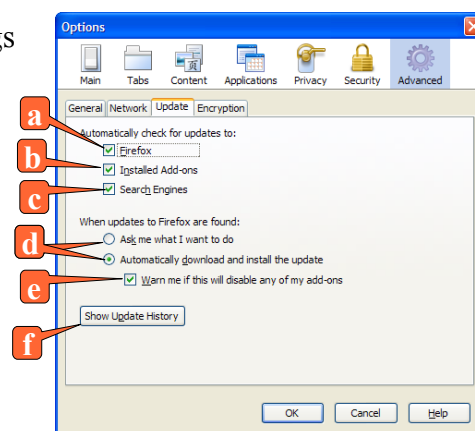 gs
Options
Main Tabs Content Applications Privacy Security Advanced
General Network Update Encryption
a
Automatically check for updates to:
Firefox
b
Installed Add-ons
c
Search Engines
When updates to Firefox are found:
d
Ask me what I want to do
Automatically download and install the update
e
Warn me if this will disable any of my add-ons
Show Update History
f
OK Cancel Help